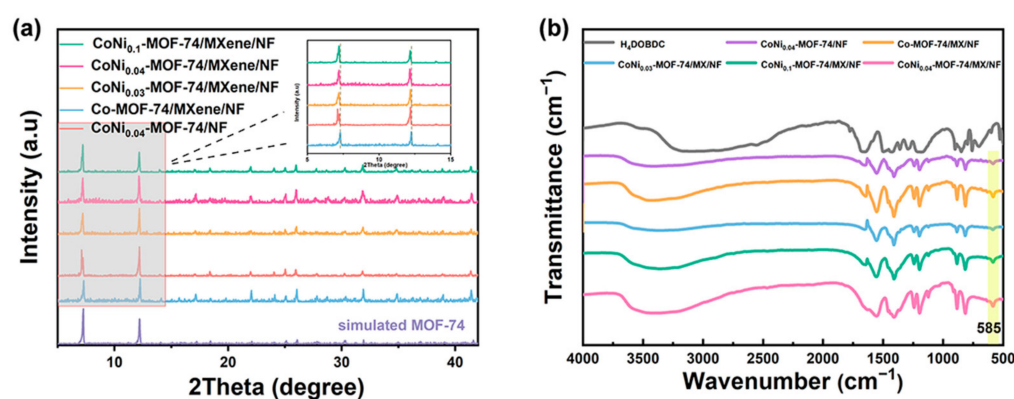 (a)
CoNi₀.₁-MOF-74/MXene/NF
CoNi₀.₀₄-MOF-74/MXene/NF
CoNi₀.₀₃-MOF-74/MXene/NF
Co-MOF-74/MXene/NF
CoNi₀.₀₄-MOF-74/NF
Intensity (a.u)
Intensity (a.u)
5 10 15
2Theta (degree)
simulated MOF-74
10 20 30 40
2Theta (degree)
(b)
H₄DOBDC CoNi₀.₀₄-MOF-74/NF Co-MOF-74/MX/NF
CoNi₀.₀₃-MOF-74/MX/NF CoNi₀.₁-MOF-74/MX/NF CoNi₀.₀₄-MOF-74/MX/NF
Transmittance (cm⁻¹)
585
4000 3500 3000 2500 2000 1500 1000 500
Wavenumber (cm⁻¹)